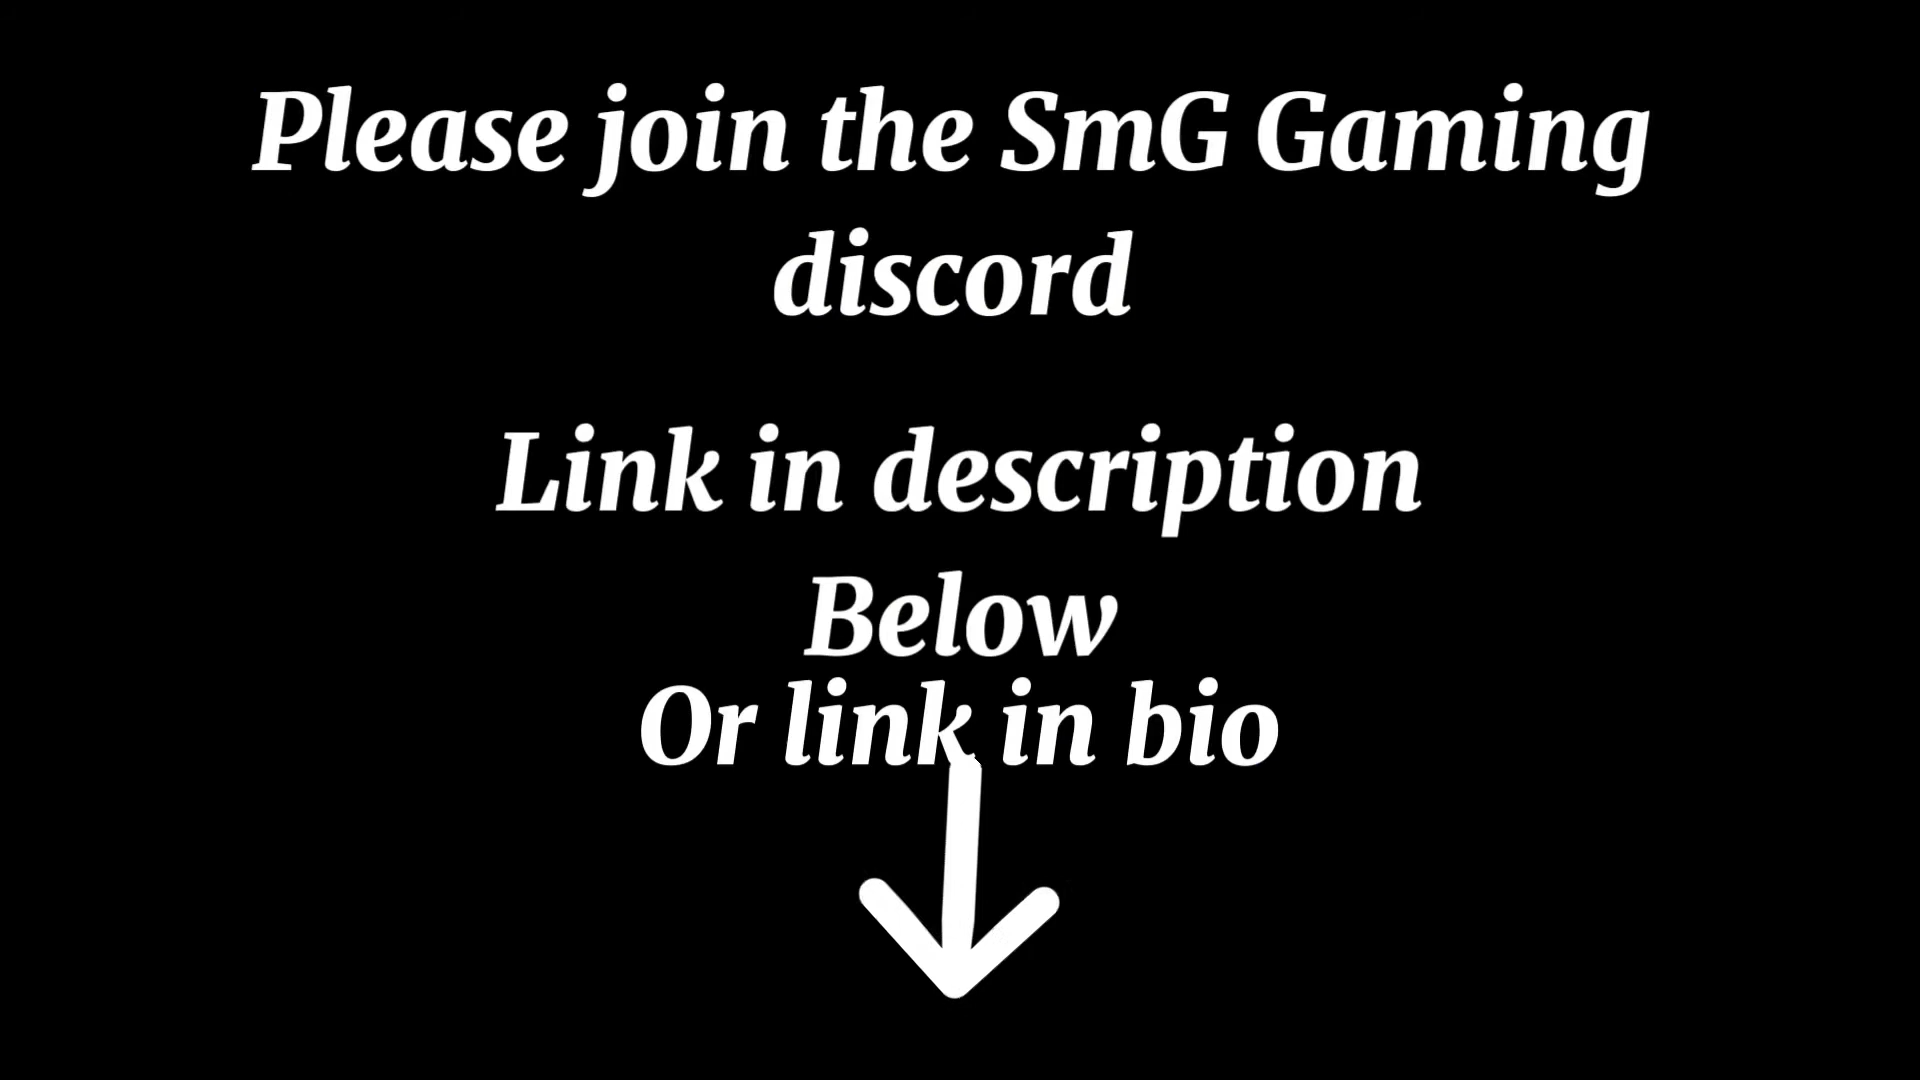 Please join the SmG Gaming
discord
Link in description
Below
Or link in bio